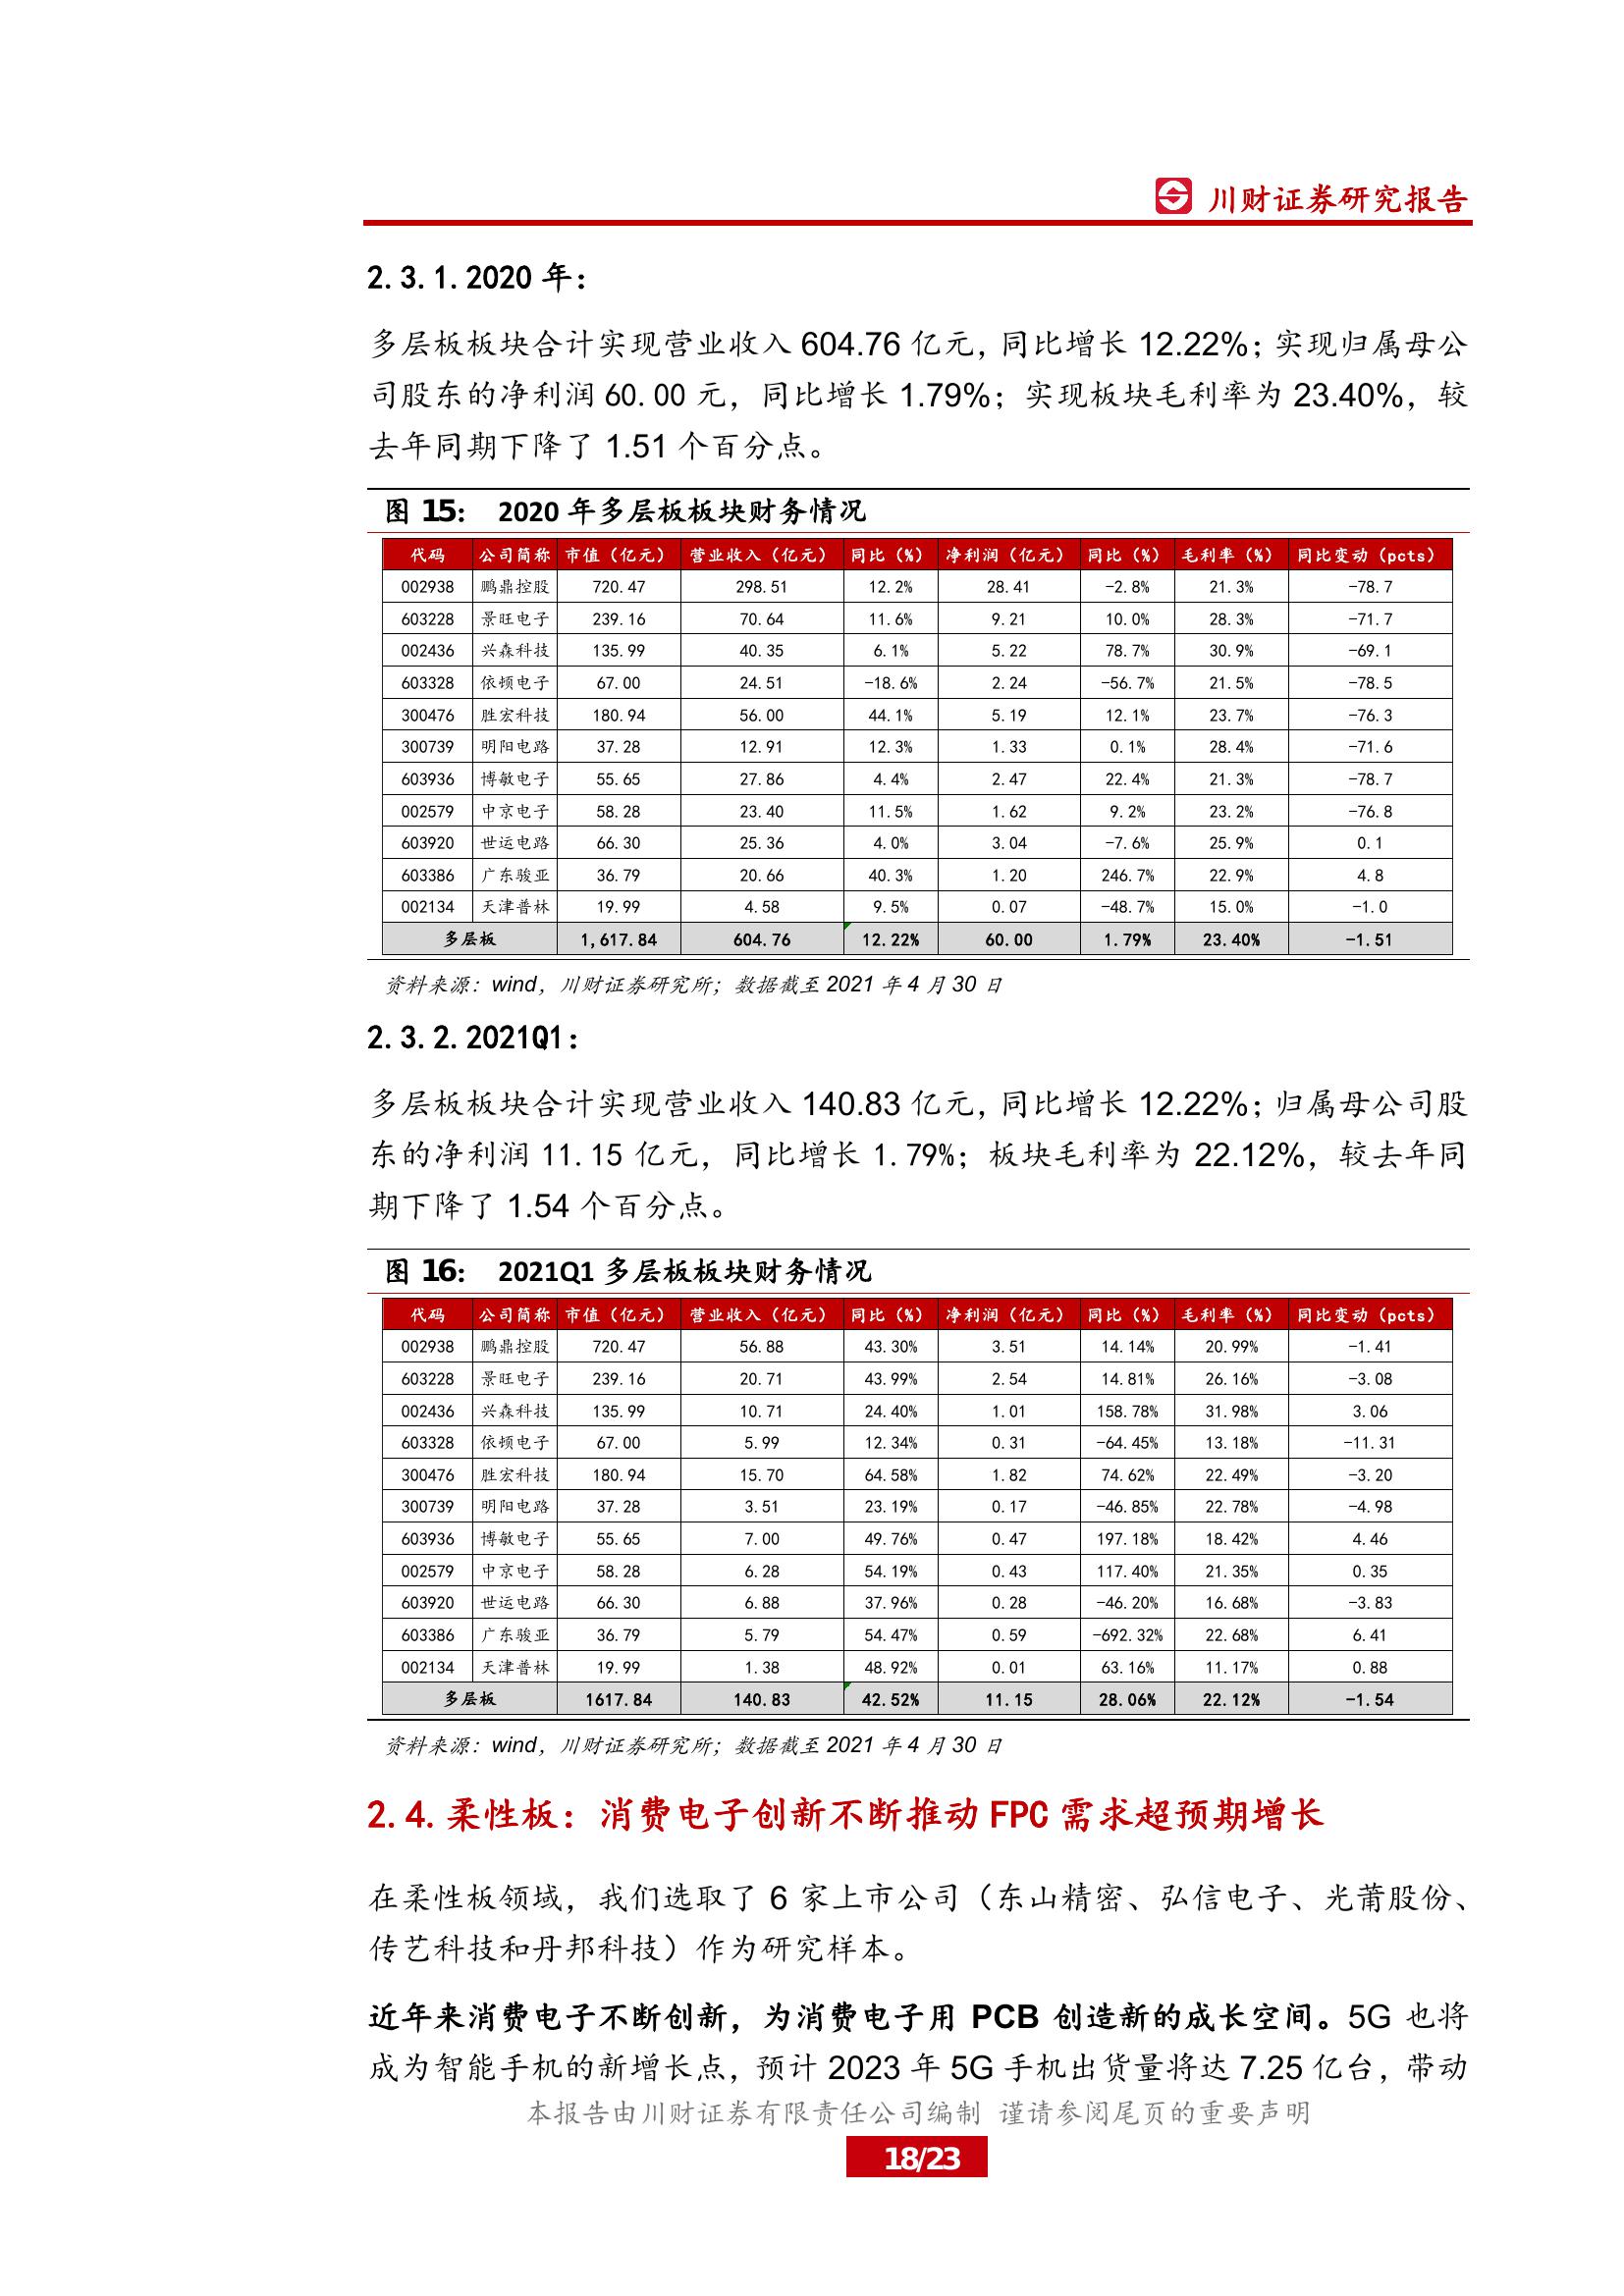 川财证券研究报告
2.3.1.2020 年：
多层板板块合计实现营业收入 604.76 亿元，同比增长 12.22%；实现归属母公
司股东的净利润 60.00 元，同比增长 1.79%；实现板块毛利率为 23.40%，较
去年同期下降了 1.51 个百分点。
图 15： 2020 年多层板板块财务情况
代码 公司简称 市值（亿元） 营业收入（亿元） 同比（%） 净利润（亿元） 同比（%） 毛利率（%） 同比变动（pcts）
002938 鹏鼎控股 720.47 298.51 12.2% 28.41 -2.8% 21.3% -78.7
603228 景旺电子 239.16 70.64 11.6% 9.21 10.0% 28.3% -71.7
002436 兴森科技 135.99 40.35 6.1% 5.22 78.7% 30.9% -69.1
603328 依顿电子 67.00 24.51 -18.6% 2.24 -56.7% 21.5% -78.5
300476 胜宏科技 180.94 56.00 44.1% 5.19 12.1% 23.7% -76.3
300739 明阳电路 37.28 12.91 12.3% 1.33 0.1% 28.4% -71.6
603936 博敏电子 55.65 27.86 4.4% 2.47 22.4% 21.3% -78.7
002579 中京电子 58.28 23.40 11.5% 1.62 9.2% 23.2% -76.8
603920 世运电路 66.30 25.36 4.0% 3.04 -7.6% 25.9% 0.1
603386 广东骏亚 36.79 20.66 40.3% 1.20 246.7% 22.9% 4.8
002134 天津普林 19.99 4.58 9.5% 0.07 -48.7% 15.0% -1.0
多层板 1,617.84 604.76 12.22% 60.00 1.79% 23.40% -1.51
资料来源：wind，川财证券研究所；数据截至 2021 年 4 月 30 日
2.3.2.2021Q1：
多层板板块合计实现营业收入 140.83 亿元，同比增长 12.22%；归属母公司股
东的净利润 11.15 亿元，同比增长 1.79%；板块毛利率为 22.12%，较去年同
期下降了 1.54 个百分点。
图 16： 2021Q1 多层板板块财务情况
代码 公司简称 市值（亿元） 营业收入（亿元） 同比（%） 净利润（亿元） 同比（%） 毛利率（%） 同比变动（pcts）
002938 鹏鼎控股 720.47 56.88 43.30% 3.51 14.14% 20.99% -1.41
603228 景旺电子 239.16 20.71 43.99% 2.54 14.81% 26.16% -3.08
002436 兴森科技 135.99 10.71 24.40% 1.01 158.78% 31.98% 3.06
603328 依顿电子 67.00 5.99 12.34% 0.31 -64.45% 13.18% -11.31
300476 胜宏科技 180.94 15.70 64.58% 1.82 74.62% 22.49% -3.20
300739 明阳电路 37.28 3.51 23.19% 0.17 -46.85% 22.78% -4.98
603936 博敏电子 55.65 7.00 49.76% 0.47 197.18% 18.42% 4.46
002579 中京电子 58.28 6.28 54.19% 0.43 117.40% 21.35% 0.35
603920 世运电路 66.30 6.88 37.96% 0.28 -46.20% 16.68% -3.83
603386 广东骏亚 36.79 5.79 54.47% 0.59 -692.32% 22.68% 6.41
002134 天津普林 19.99 1.38 48.92% 0.01 63.16% 11.17% 0.88
多层板 1617.84 140.83 42.52% 11.15 28.06% 22.12% -1.54
资料来源：wind，川财证券研究所；数据截至 2021 年 4 月 30 日
2.4.柔性板：消费电子创新不断推动 FPC 需求超预期增长
在柔性板领域，我们选取了 6 家上市公司（东山精密、弘信电子、光莆股份、
传艺科技和丹邦科技）作为研究样本。
近年来消费电子不断创新，为消费电子用 PCB 创造新的成长空间。5G 也将
成为智能手机的新增长点，预计 2023 年 5G 手机出货量将达 7.25 亿台，带动
本报告由川财证券有限责任公司编制 谨请参阅尾页的重要声明
18/23